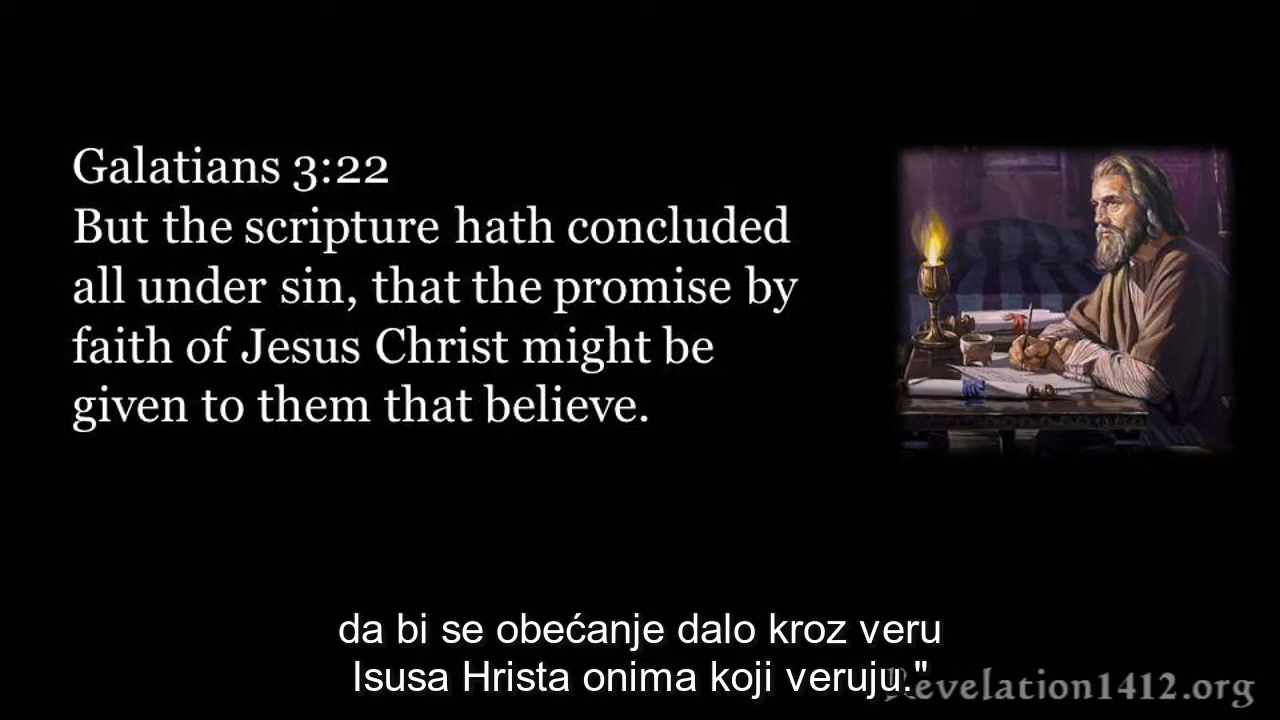 Galatians 3:22
But the scripture hath concluded
all under sin, that the promise by
faith of Jesus Christ might be
given to them that believe.
da bi se obećanje dalo kroz veru
Isusa Hrista onima koji veruju."
Revelation1412.org